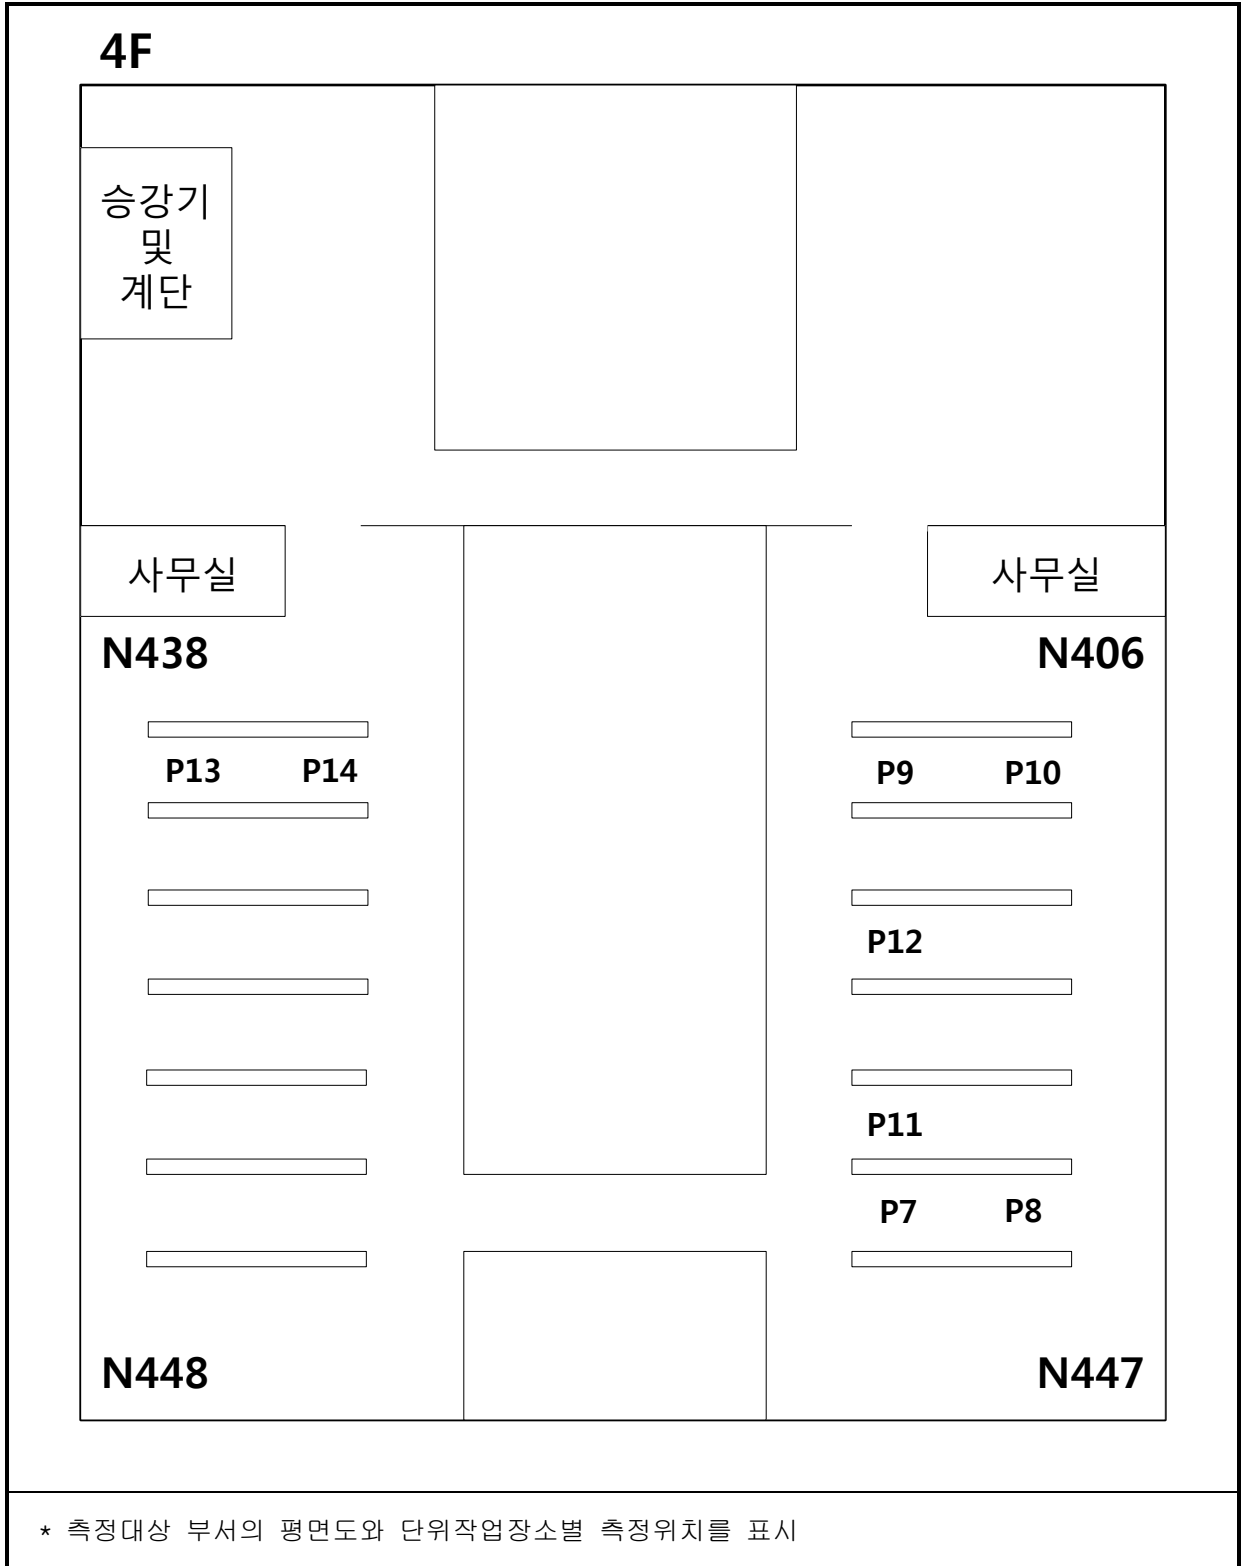 4F
승강기
및
계단
사무실 사무실
N438 N406
P13 P14 P9 P10
P12
P11
P7 P8
N448 N447
* 측정대상 부서의 평면도와 단위작업장소별 측정위치를 표시